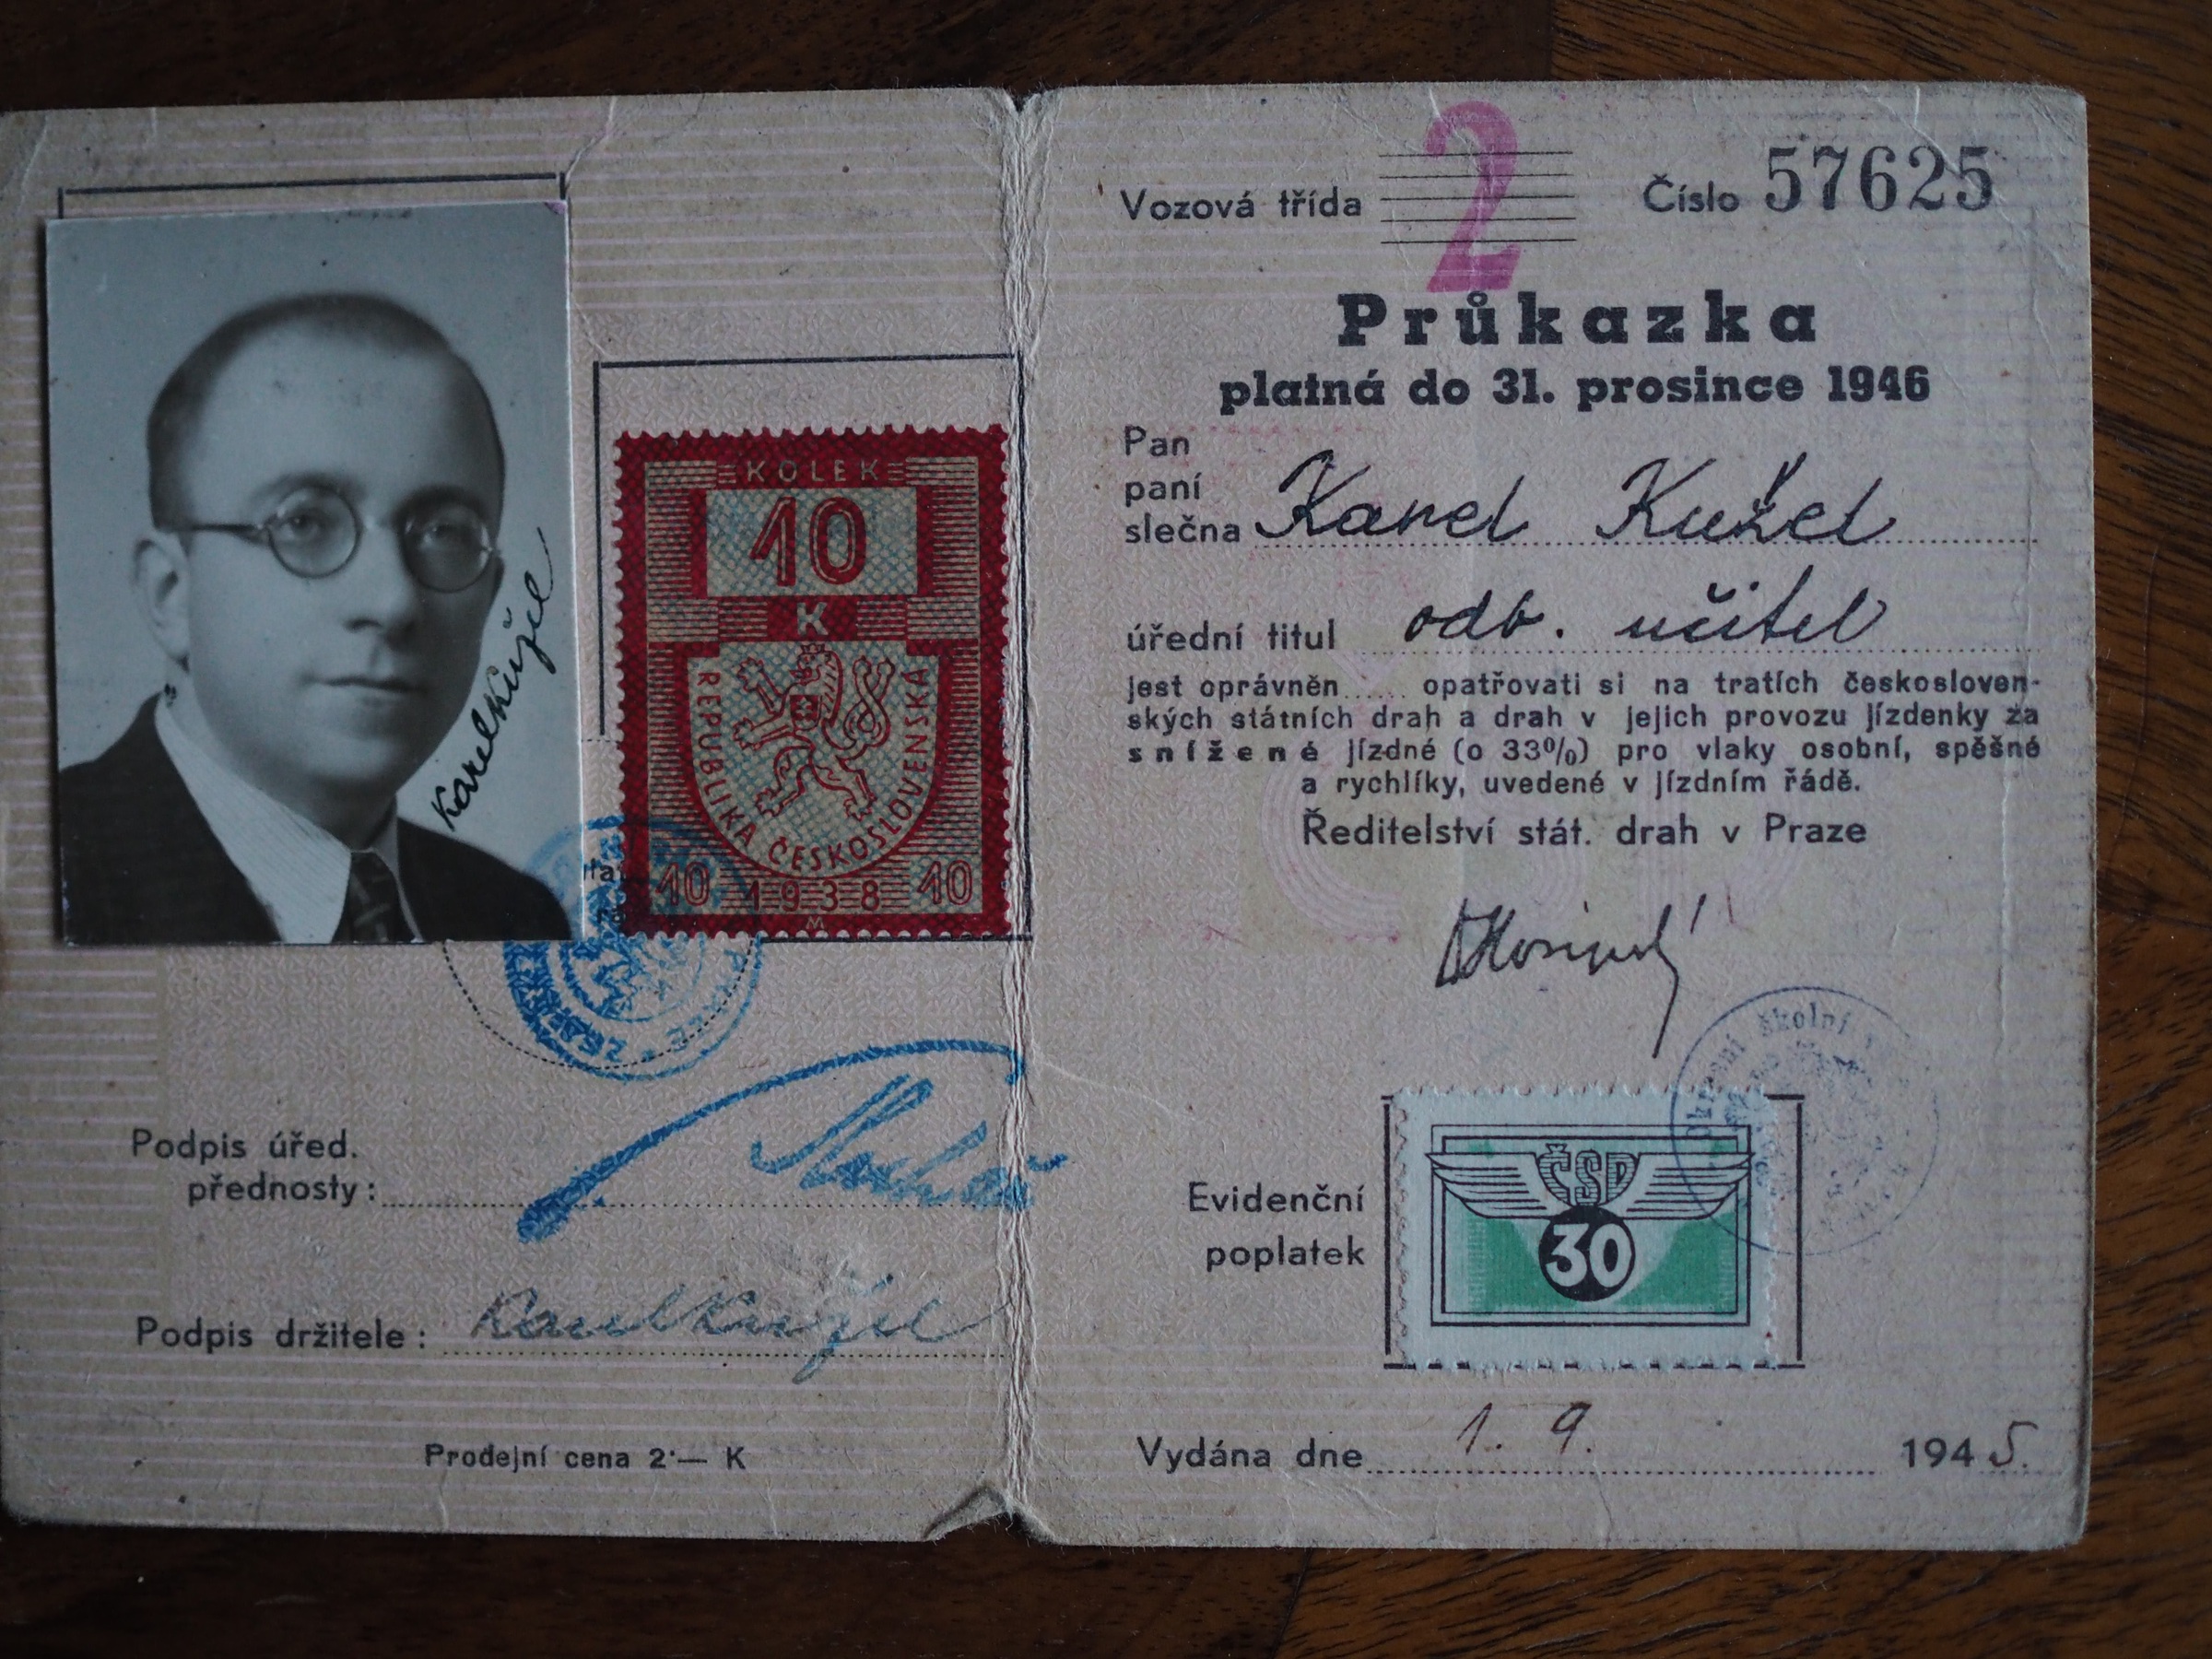 Karel Kužel
KOLEK
10
K
REPUBLIKA ČESKOSLOVENSKÁ
10 1938 10
M
Podpis úřed.
přednosty:
Podpis držitele: Karel Kužel
Prodejní cena 2·— K
Vozová třída 2 Číslo 57625
Průkazka
platná do 31. prosince 1946
Pan
paní
slečna Karel Kužel
úřední titul odb. učitel
jest oprávněn...... opatřovati si na tratích českosloven-
ských státních drah a drah v jejich provozu jízdenky za
snížené jízdné (o 33%) pro vlaky osobní, spěšné
a rychlíky, uvedené v jízdním řádě.
Ředitelství stát. drah v Praze
školní
Evidenční
poplatek
ČSD
30
Vydána dne 1. 9. 1945.